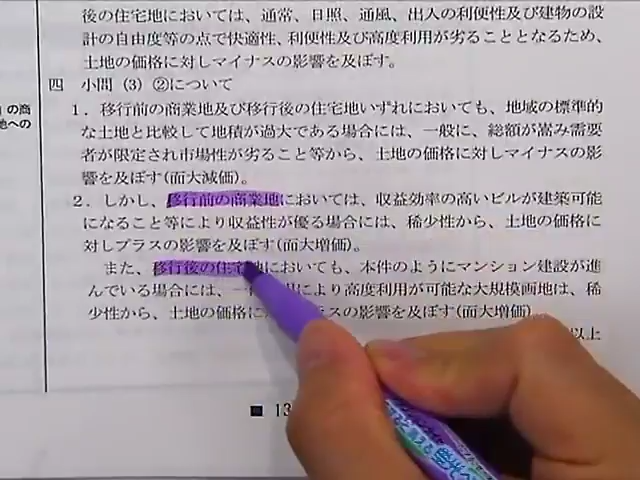 後の住宅地においては、通常、日照、通風、出入の利便性及び建物の設
計の自由度等の点で快適性、利便性及び高度利用が劣ることとなるため、
土地の価格に対しマイナスの影響を及ぼす。
四 小問（3）②について
1．移行前の商業地及び移行後の住宅地いずれにおいても、地域の標準的
な土地と比較して地積が過大である場合には、一般に、総額が嵩み需要
者が限定され市場性が劣ること等から、土地の価格に対しマイナスの影
響を及ぼす(面大減価)。
の商
地への
2．しかし、移行前の商業地においては、収益効率の高いビルが建築可能
になること等により収益性が優る場合には、稀少性から、土地の価格に
対しプラスの影響を及ぼす(面大増価)。
また、移行後の住宅地においても、本件のようにマンション建設が進
んでいる場合には、一 により高度利用が可能な大規模画地は、稀
少性から、土地の価格に ラスの影響を及ぼす(面大増価)
以上
■ 13